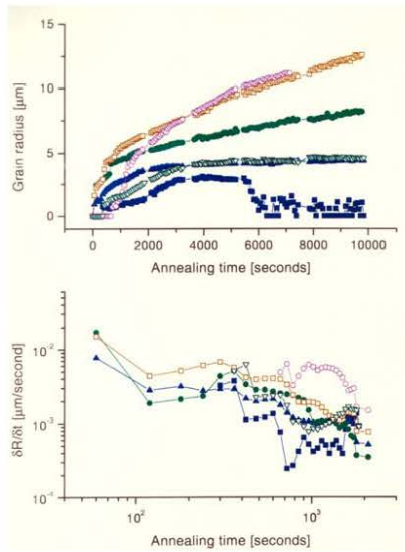 15
10
5
0
Grain radius [μm]
0 2000 4000 6000 8000 10000
Annealing time [seconds]
10⁻²
10⁻³
10⁻⁴
δR/δt [μm/second]
10² 10³
Annealing time [seconds]